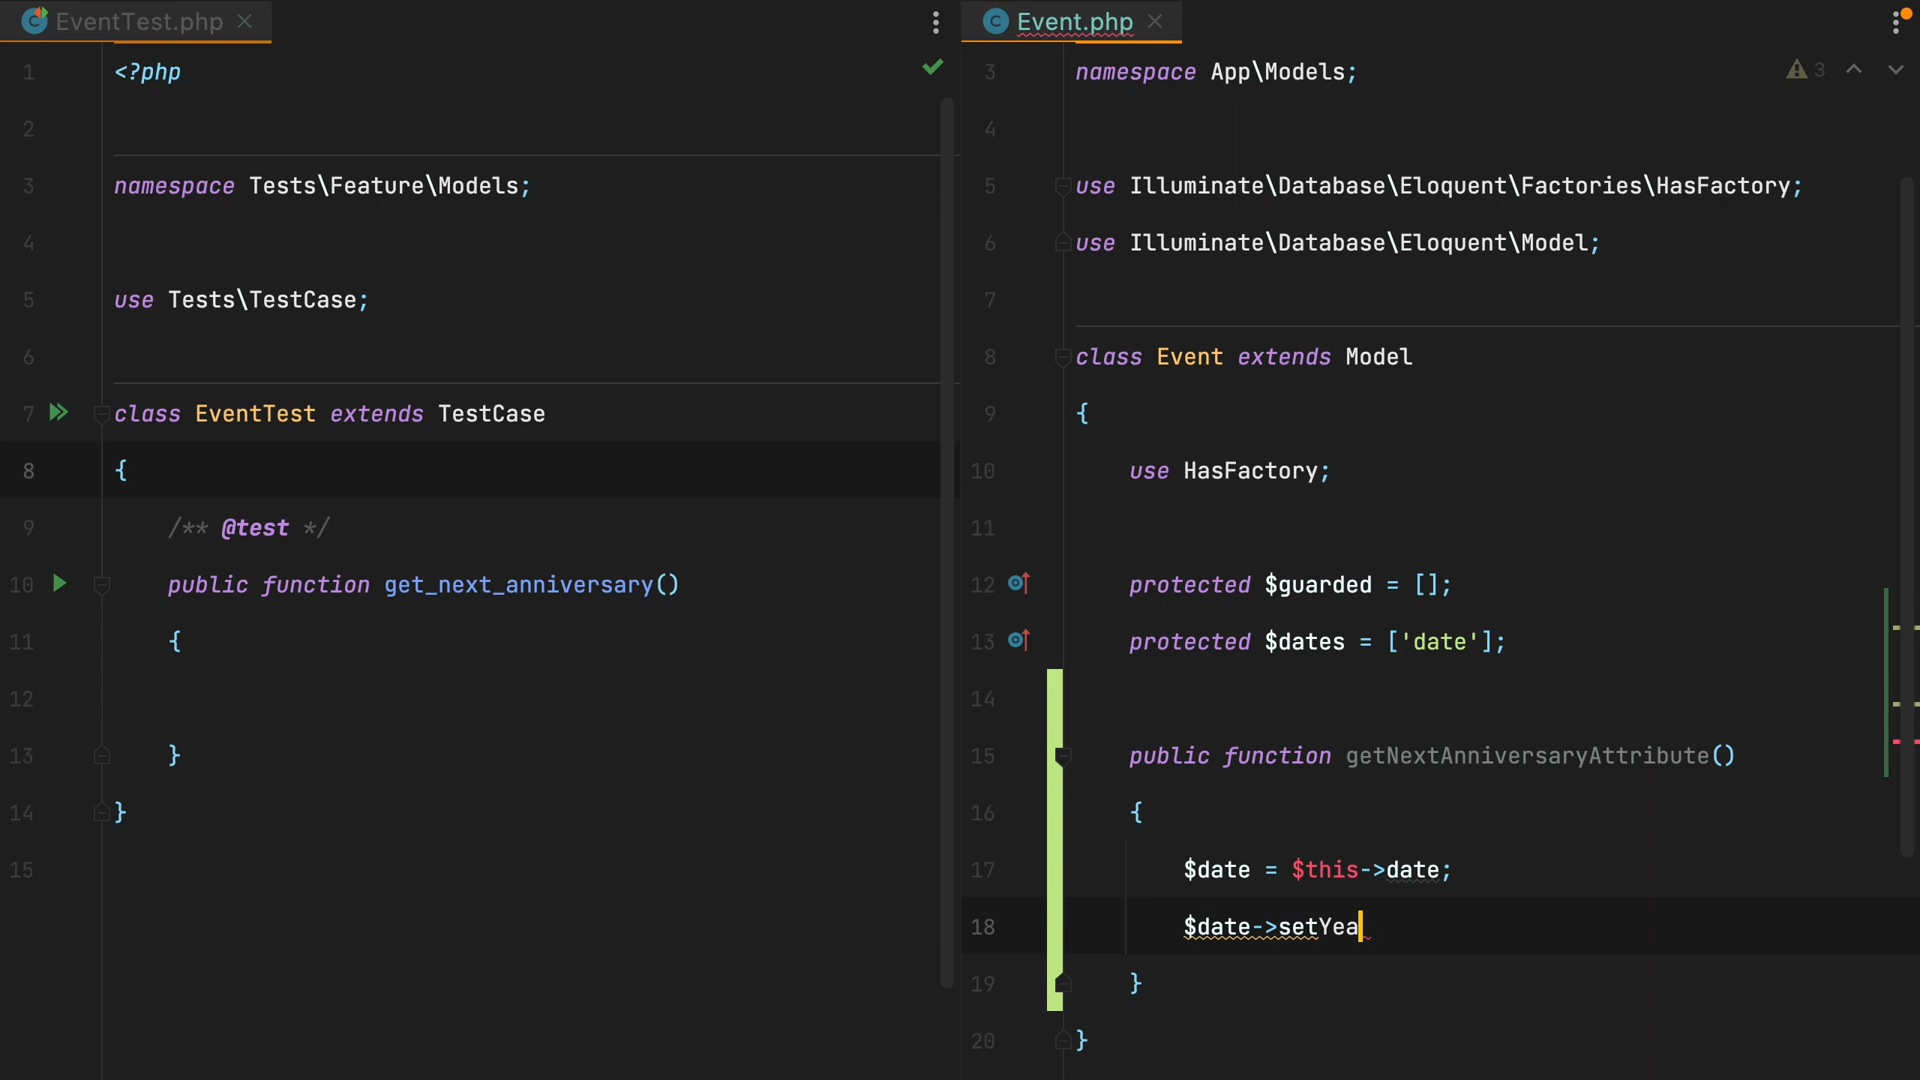 EventTest.php
1 <?php
2
3 namespace Tests\Feature\Models;
4
5 use Tests\TestCase;
6
7 class EventTest extends TestCase
8 {
9     /** @test */
10     public function get_next_anniversary()
11     {
12
13     }
14 }
15
Event.php
3 namespace App\Models;
3
4
5 use Illuminate\Database\Eloquent\Factories\HasFactory;
6 use Illuminate\Database\Eloquent\Model;
7
8 class Event extends Model
9 {
10     use HasFactory;
11
12     protected $guarded = [];
13     protected $dates = ['date'];
14
15     public function getNextAnniversaryAttribute()
16     {
17         $date = $this->date;
18         $date->setYea
19     }
20 }